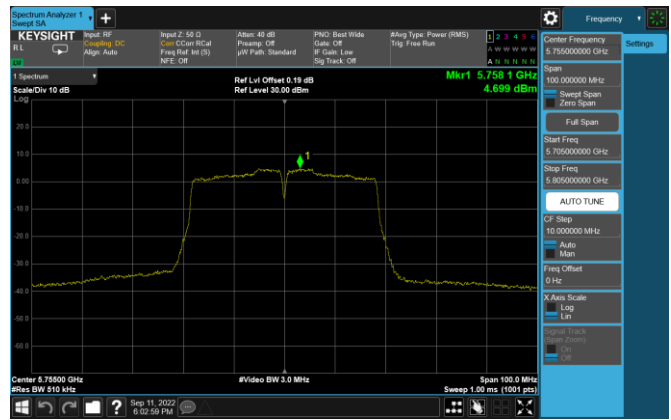 Spectrum Analyzer 1
Swept SA
+
Frequency
KEYSIGHT
RL
Input: RF
Coupling: DC
Align: Auto
Input Z: 50 Ω
Corr CCorr RCal
Freq Ref: Int (S)
NFE: Off
Atten: 40 dB
Preamp: Off
µW Path: Standard
PNO: Best Wide
Gate: Off
IF Gain: Low
Sig Track: Off
#Avg Type: Power (RMS)
Trig: Free Run
1 2 3 4 5 6
A W W W W W
A N N N N N
1 Spectrum
Scale/Div 10 dB
Log
Ref Lvl Offset 0.19 dB
Ref Level 30.00 dBm
Mkr1 5.758 1 GHz
4.699 dBm
20.0
10.0
0.00
-10.0
-20.0
-30.0
-40.0
-50.0
-60.0
1
Center 5.75500 GHz
#Res BW 510 kHz
#Video BW 3.0 MHz
Span 100.0 MHz
Sweep 1.00 ms (1001 pts)
Sep 11, 2022
6:02:59 PM
?
Center Frequency
5.755000000 GHz
Settings
Span
100.000000 MHz
Swept Span
Zero Span
Full Span
Start Freq
5.705000000 GHz
Stop Freq
5.805000000 GHz
AUTO TUNE
CF Step
10.000000 MHz
Auto
Man
Freq Offset
0 Hz
X Axis Scale
Log
Lin
Signal Track
(Span Zoom)
On
Off